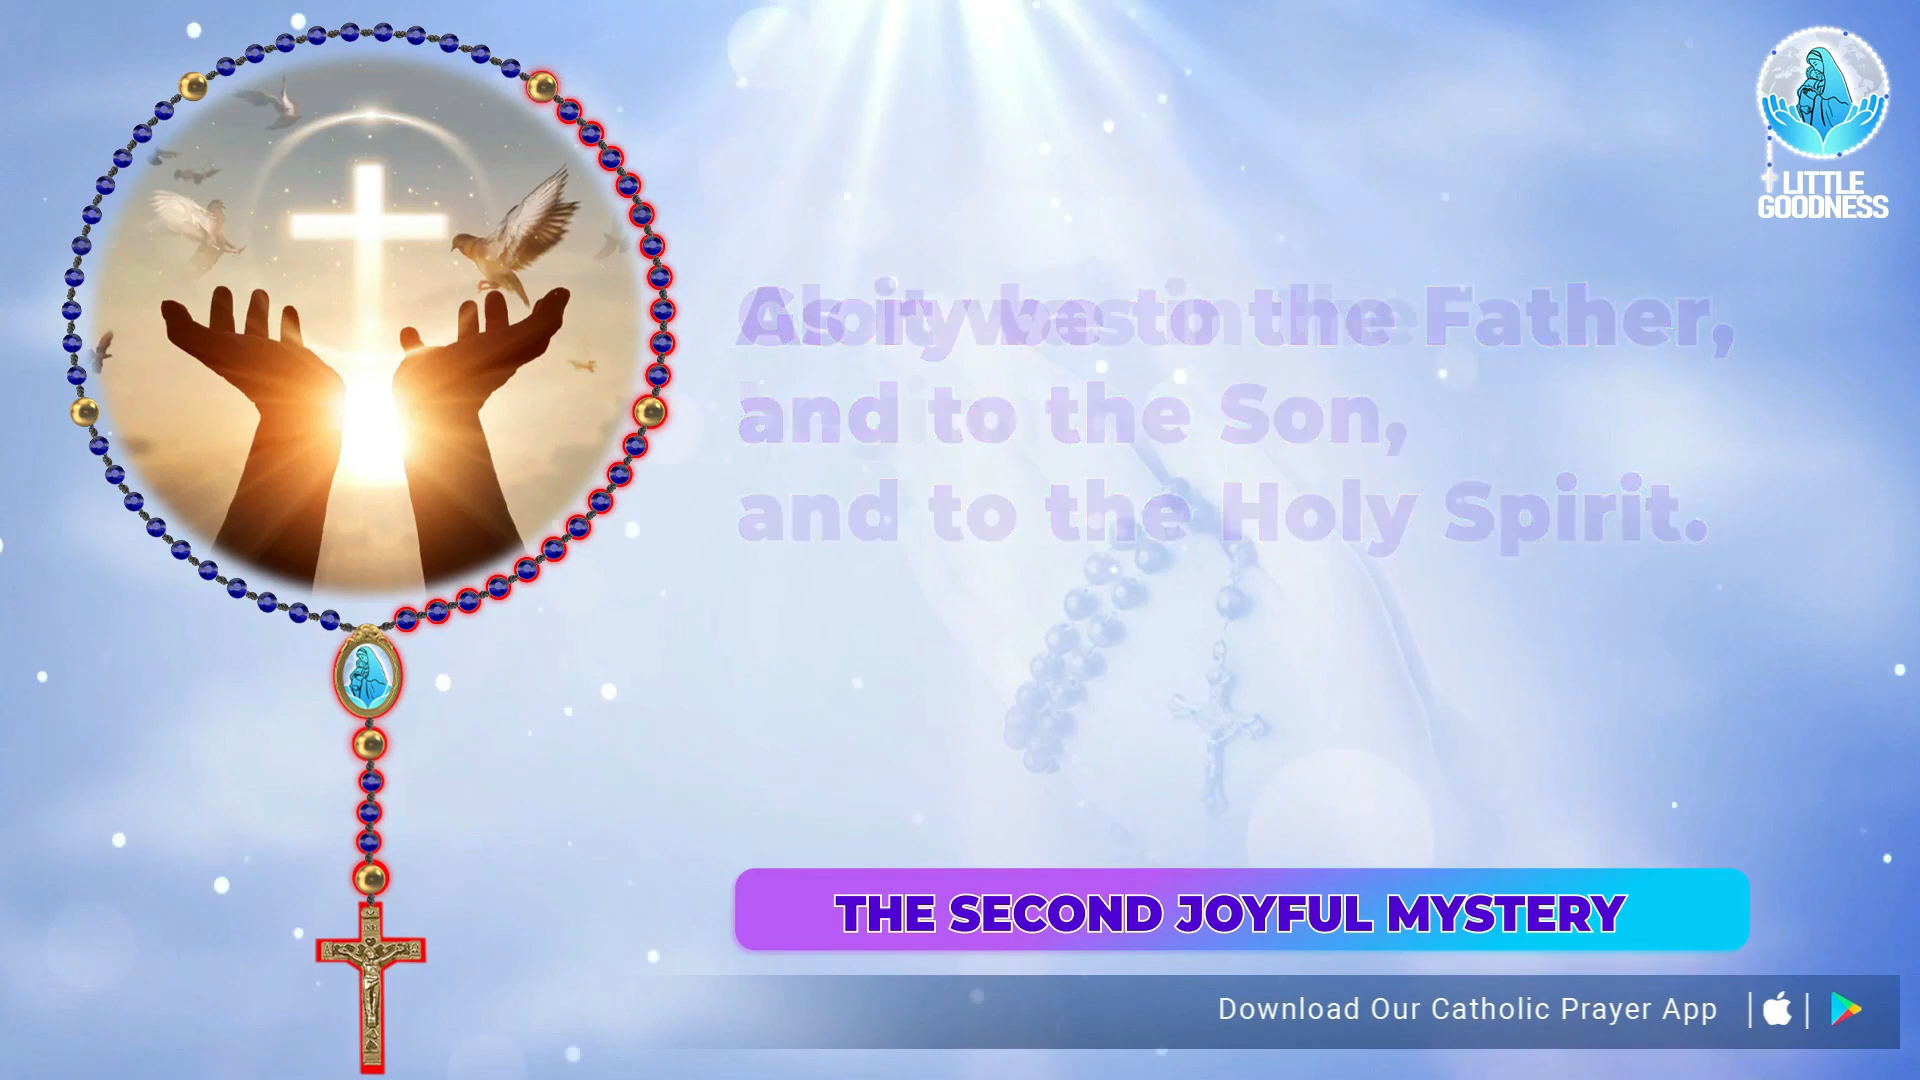 LITTLE
GOODNESS
Glory be to the Father,
and to the Son,
and to the Holy Spirit.
THE SECOND JOYFUL MYSTERY
Download Our Catholic Prayer App